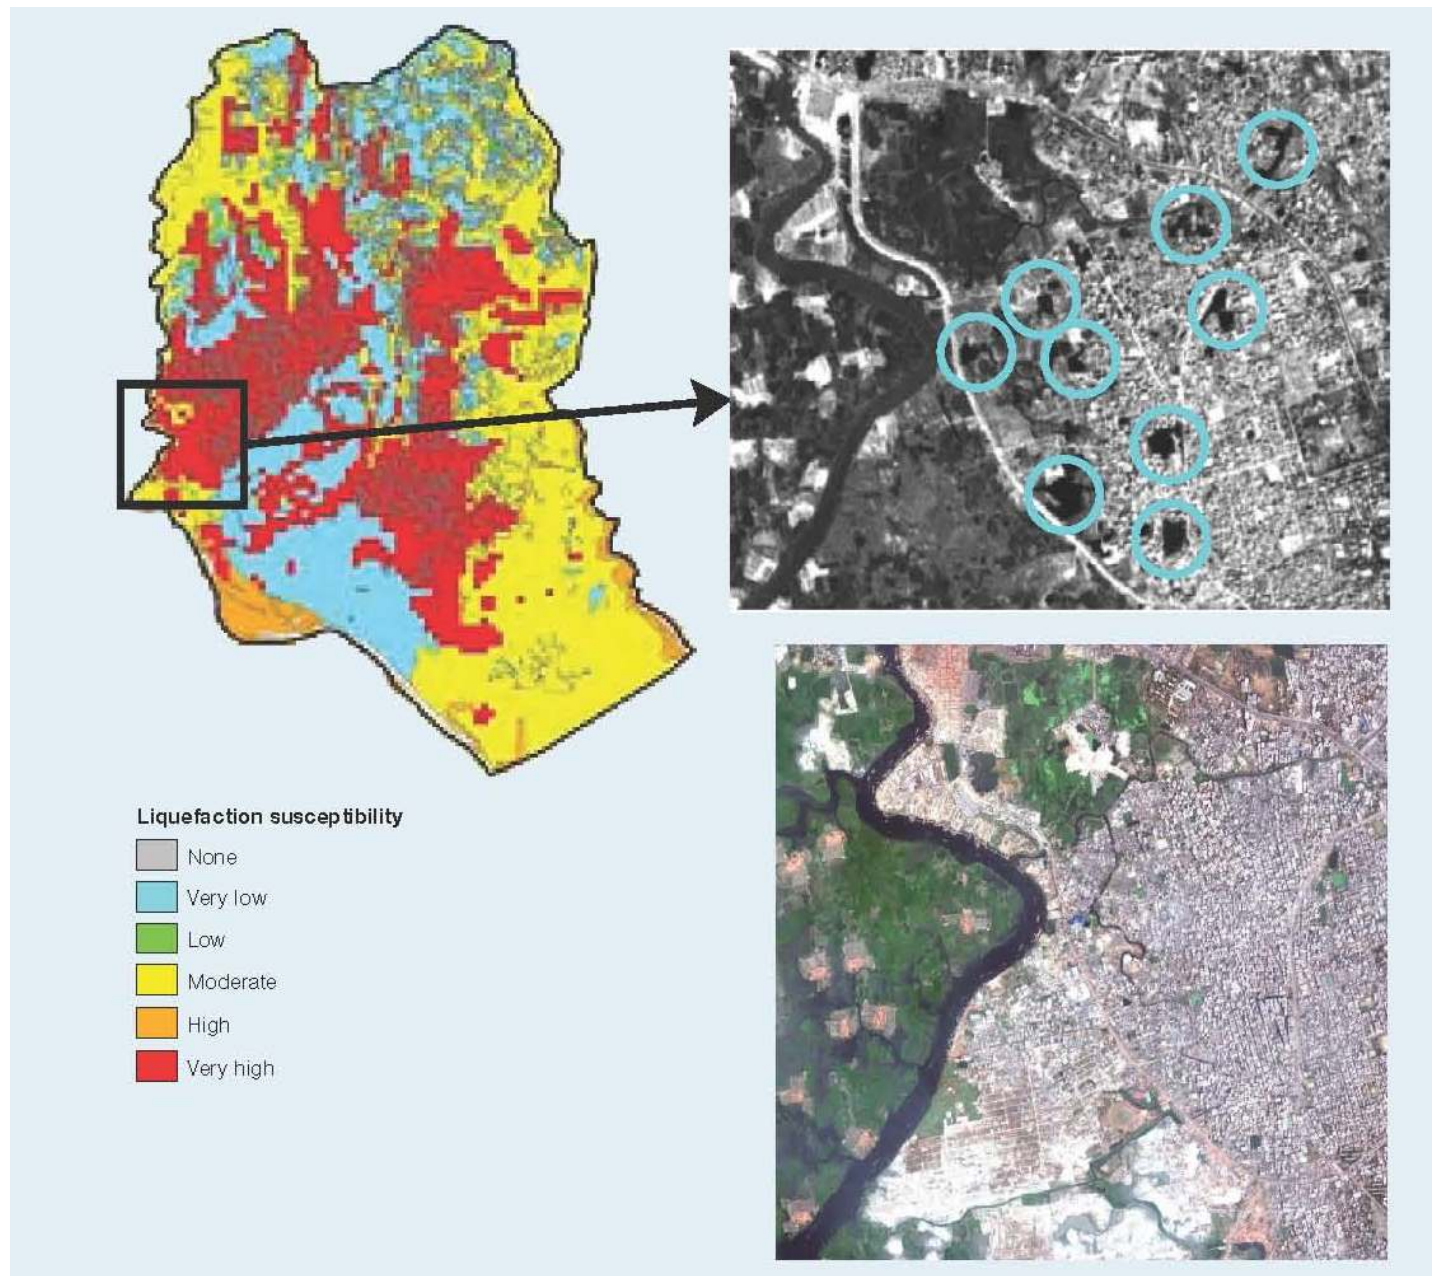 Liquefaction susceptibility
None
Very low
Low
Moderate
High
Very high